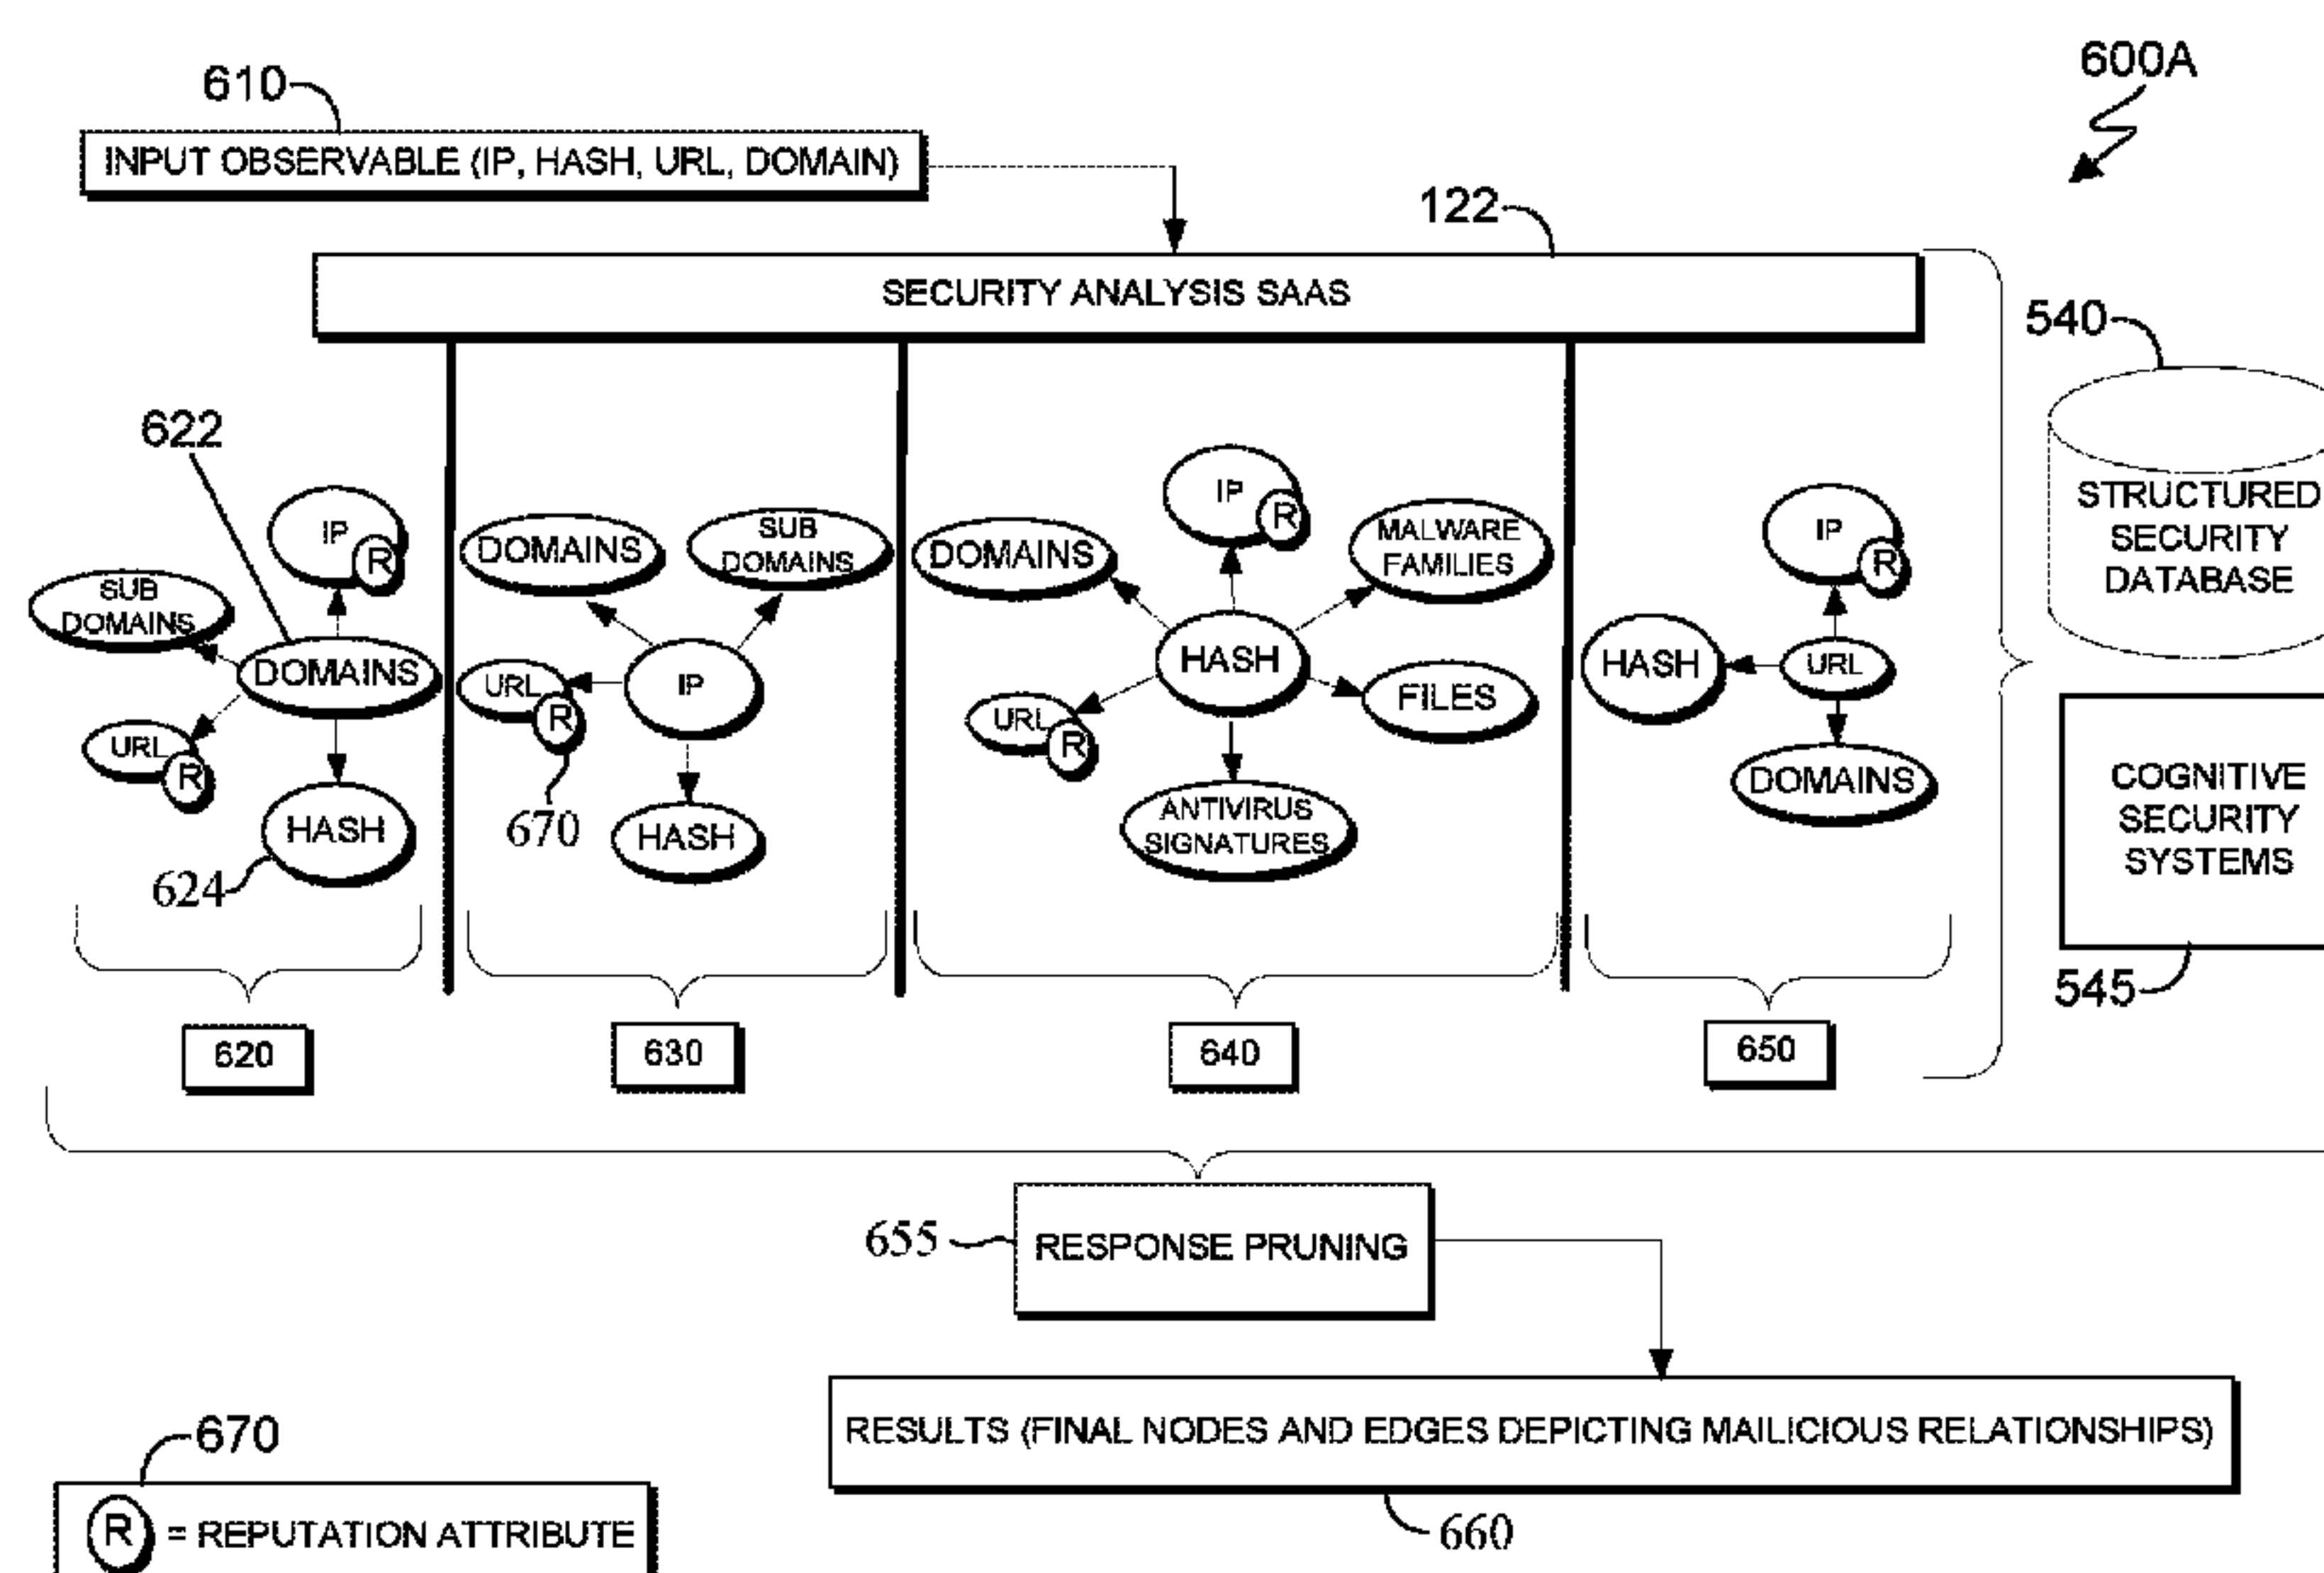 600A
610
INPUT OBSERVABLE (IP, HASH, URL, DOMAIN)
122
SECURITY ANALYSIS SAAS
540
STRUCTURED
SECURITY
DATABASE
622
IP
R
SUB
DOMAINS
DOMAINS
URL
R
HASH
624
DOMAINS
SUB
DOMAINS
URL
R
IP
670
HASH
IP
R
DOMAINS
MALWARE
FAMILIES
HASH
URL
R
FILES
ANTIVIRUS
SIGNATURES
IP
R
HASH
URL
DOMAINS
COGNITIVE
SECURITY
SYSTEMS
545
620
630
640
650
655
RESPONSE PRUNING
RESULTS (FINAL NODES AND EDGES DEPICTING MAILICIOUS RELATIONSHIPS)
660
670
R = REPUTATION ATTRIBUTE